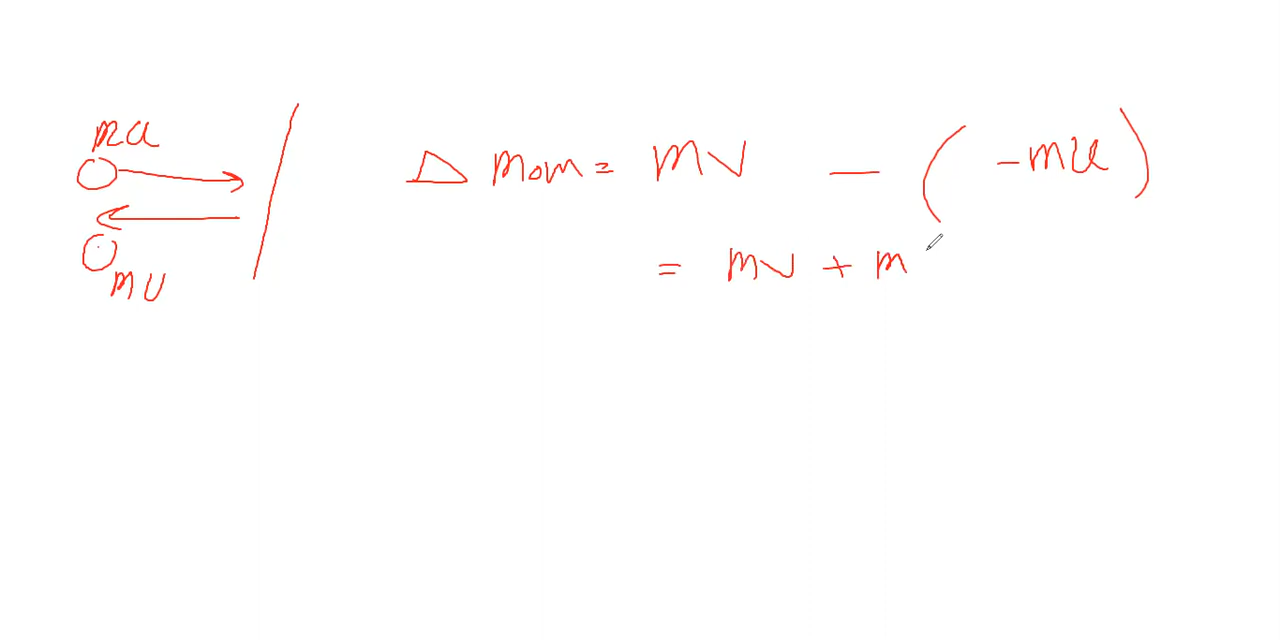 mu
Δ mom = mv - (-mu)
= mv + m
mv